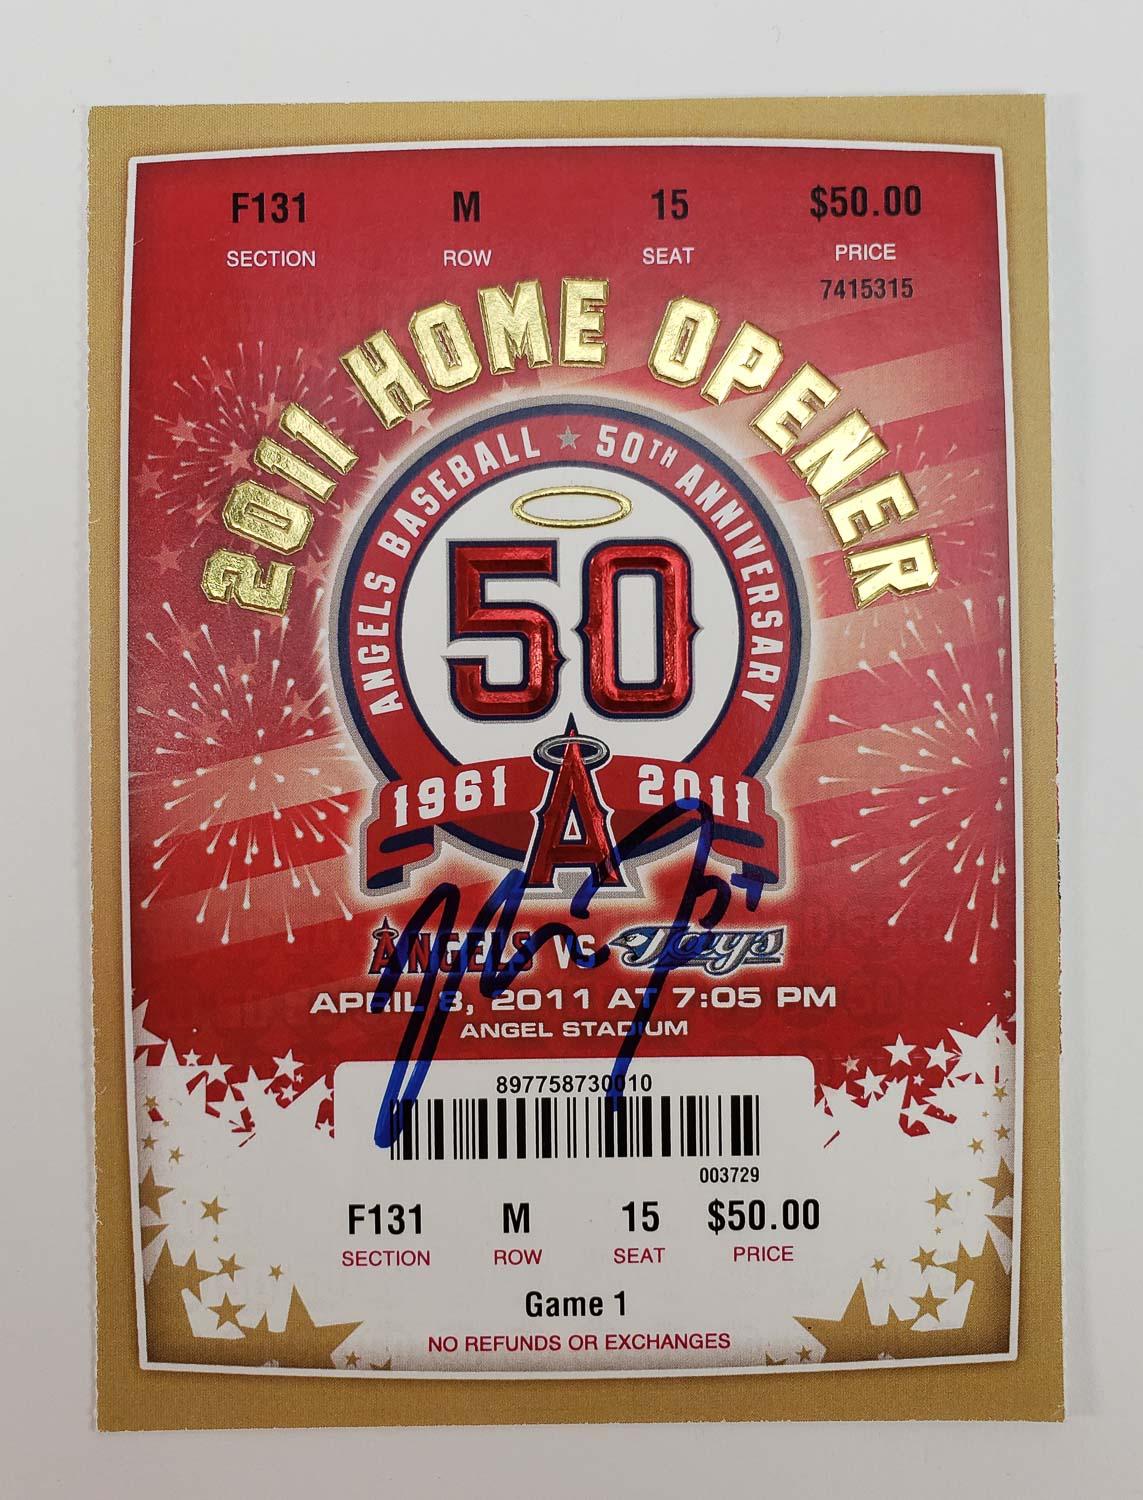 F131 M 15 $50.00
SECTION ROW SEAT PRICE
7415315
2011 HOME OPENER
ANGELS BASEBALL ★ 50TH ANNIVERSARY
50
1961 A 2011
ANGELS VS Jays
APRIL 8, 2011 AT 7:05 PM
ANGEL STADIUM
897758730010
003729
F131 M 15 $50.00
SECTION ROW SEAT PRICE
Game 1
NO REFUNDS OR EXCHANGES